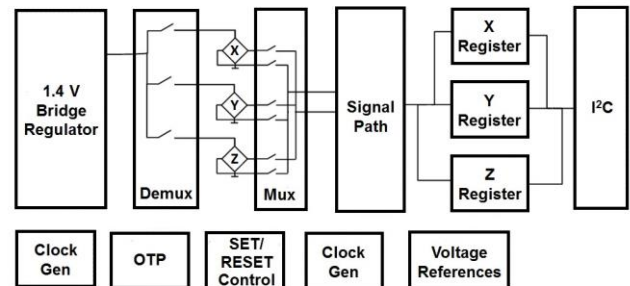 1.4 V
Bridge
Regulator
Demux
X
Y
Z
Mux
Signal
Path
X
Register
Y
Register
Z
Register
I²C
Clock
Gen
OTP
SET/
RESET
Control
Clock
Gen
Voltage
References